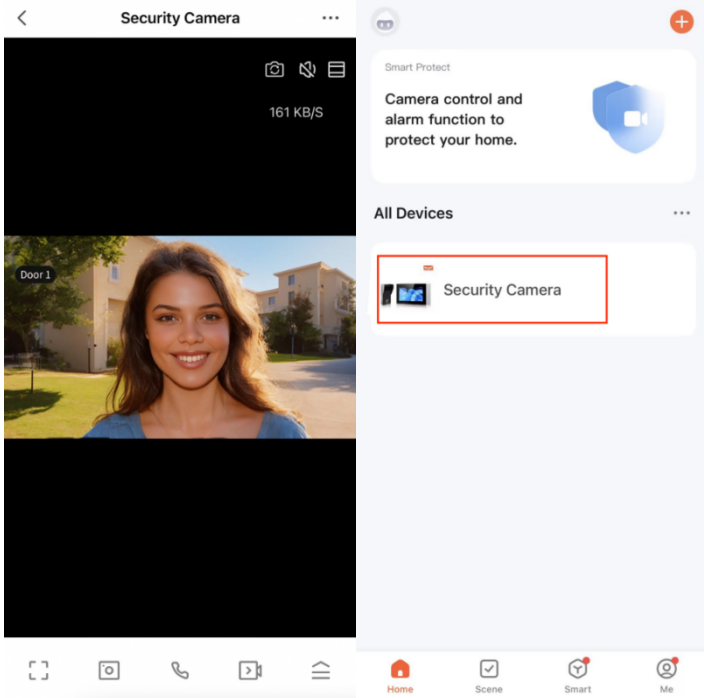 Security Camera
161 KB/S
Door 1
Smart Protect
Camera control and
alarm function to
protect your home.
All Devices
Security Camera
Home
Scene
Smart
Me